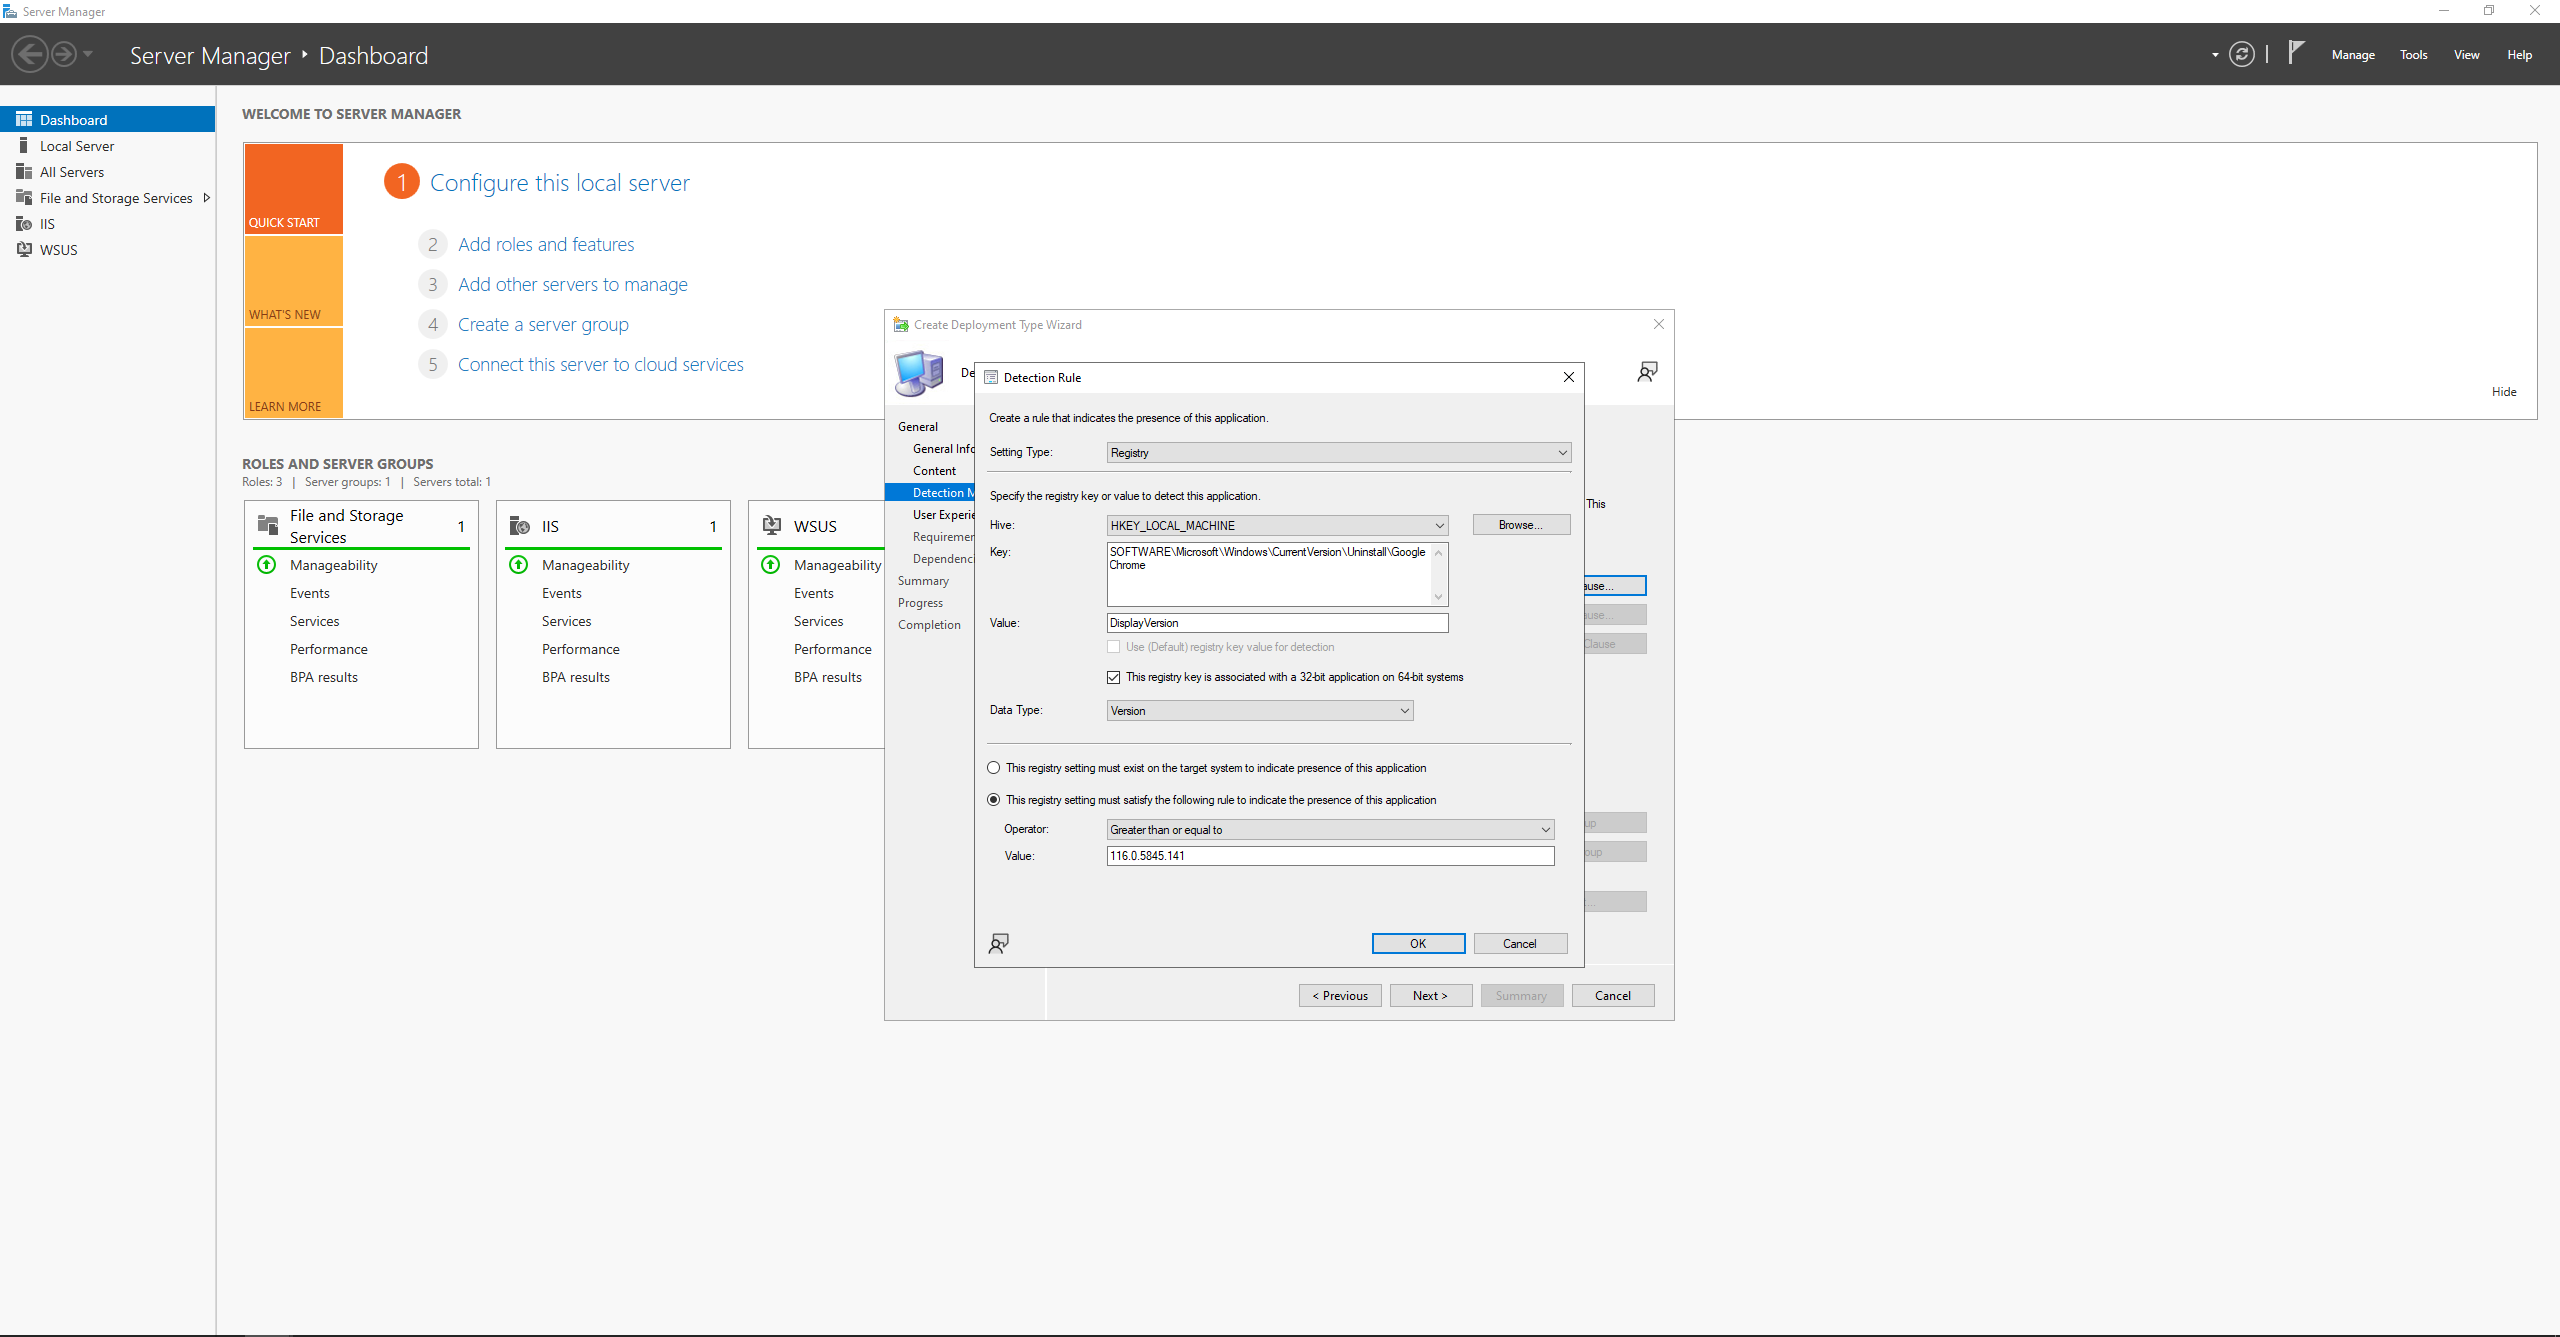 Server Manager
Server Manager ‣ Dashboard
Manage
Tools
View
Help
Dashboard
Local Server
All Servers
File and Storage Services
IIS
WSUS
WELCOME TO SERVER MANAGER
QUICK START
WHAT'S NEW
LEARN MORE
1 Configure this local server
2 Add roles and features
3 Add other servers to manage
4 Create a server group
5 Connect this server to cloud services
Hide
ROLES AND SERVER GROUPS
Roles: 3 | Server groups: 1 | Servers total: 1
File and Storage
Services
1
Manageability
Events
Services
Performance
BPA results
IIS 1
Manageability
Events
Services
Performance
BPA results
WSUS
Manageability
Events
Services
Performance
BPA results
Create Deployment Type Wizard
De
General
General Info
Content
Detection M
User Experie
Requiremen
Dependenc
Summary
Progress
Completion
This
ause...
ause...
Clause
up
oup
Detection Rule
Create a rule that indicates the presence of this application.
Setting Type: Registry
Specify the registry key or value to detect this application.
Hive: HKEY_LOCAL_MACHINE Browse...
Key: SOFTWARE\Microsoft\Windows\CurrentVersion\Uninstall\Google
Chrome
Value: DisplayVersion
Use (Default) registry key value for detection
This registry key is associated with a 32-bit application on 64-bit systems
Data Type: Version
This registry setting must exist on the target system to indicate presence of this application
This registry setting must satisfy the following rule to indicate the presence of this application
Operator: Greater than or equal to
Value: 116.0.5845.141
OK Cancel
< Previous Next > Summary Cancel